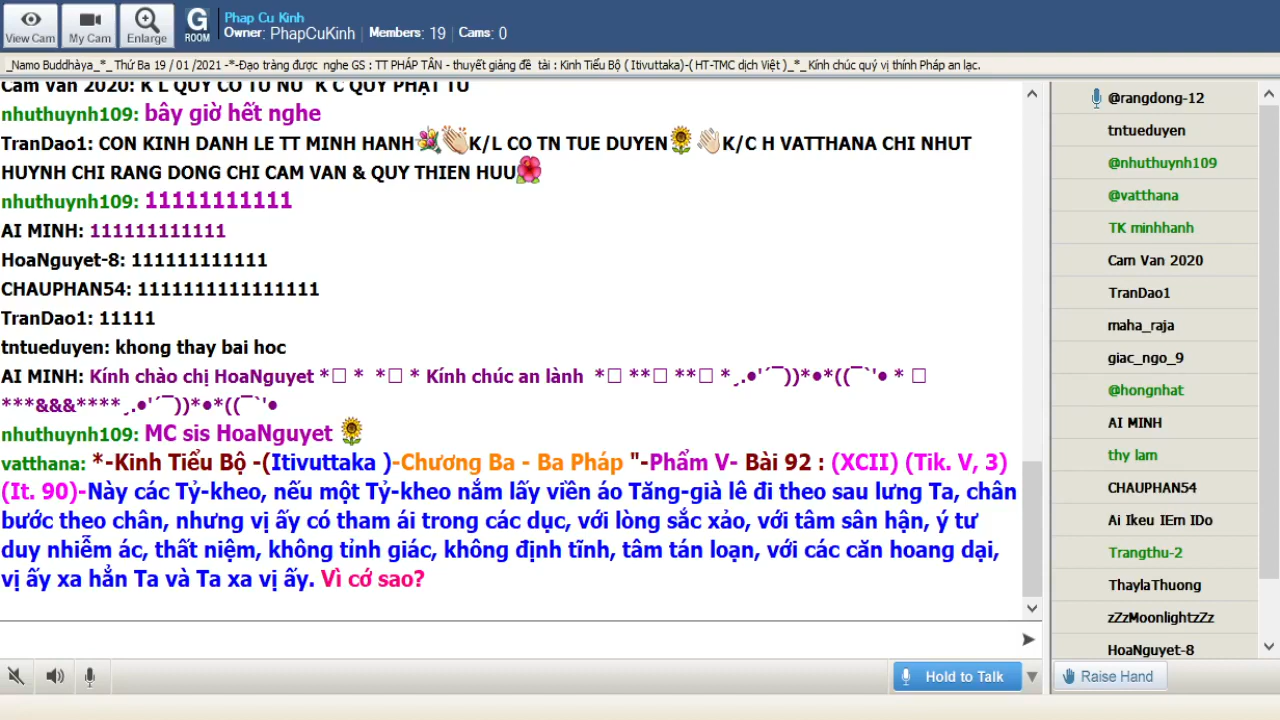 View Cam
My Cam
Enlarge
G
ROOM
Phap Cu Kinh
Owner: PhapCuKinh
Members: 19
Cams: 0
_Namo Buddhàya_*_ Thứ Ba 19 / 01 /2021 -*-Đạo tràng được nghe GS : TT PHÁP TÂN - thuyết giảng đề tài : Kinh Tiểu Bộ ( Itivuttaka)-( HT-TMC dịch Việt )_*_ Kính chúc quý vị thính Pháp an lạc.
Cam Van 2020: K L QUY CO TU NU K C QUY PHẬT TU
nhuthuynh109: bây giờ hết nghe
TranDao1: CON KINH DANH LE TT MINH HANH K/L CO TN TUE DUYEN K/C H VATTHANA CHI NHUT
HUYNH CHI RANG DONG CHI CAM VAN & QUY THIEN HUU
nhuthuynh109: 11111111111
AI MINH: 111111111111
HoaNguyet-8: 111111111111
CHAUPHAN54: 1111111111111111
TranDao1: 11111
tntueduyen: khong thay bai hoc
AI MINH: Kính chào chị HoaNguyet *□ * *□ * Kính chúc an lành *□ **□ **□ *¸.•'´¯))*•*((¯`'• * □
***&&&****¸.•'´¯))*•*((¯`'•
nhuthuynh109: MC sis HoaNguyet
vatthana: *-Kinh Tiểu Bộ -(Itivuttaka )-Chương Ba - Ba Pháp "-Phẩm V- Bài 92 : (XCII) (Tik. V, 3)
(It. 90)-Này các Tỷ-kheo, nếu một Tỷ-kheo nắm lấy viền áo Tăng-già lê đi theo sau lưng Ta, chân
bước theo chân, nhưng vị ấy có tham ái trong các dục, với lòng sắc xảo, với tâm sân hận, ý tư
duy nhiễm ác, thất niệm, không tỉnh giác, không định tĩnh, tâm tán loạn, với các căn hoang dại,
vị ấy xa hẳn Ta và Ta xa vị ấy. Vì cớ sao?
@rangdong-12
tntueduyen
@nhuthuynh109
@vatthana
TK minhhanh
Cam Van 2020
TranDao1
maha_raja
giac_ngo_9
@hongnhat
AI MINH
thy lam
CHAUPHAN54
Ai Ikeu IEm IDo
Trangthu-2
ThaylaThuong
zZzMoonlightzZz
HoaNguyet-8
Hold to Talk
Raise Hand